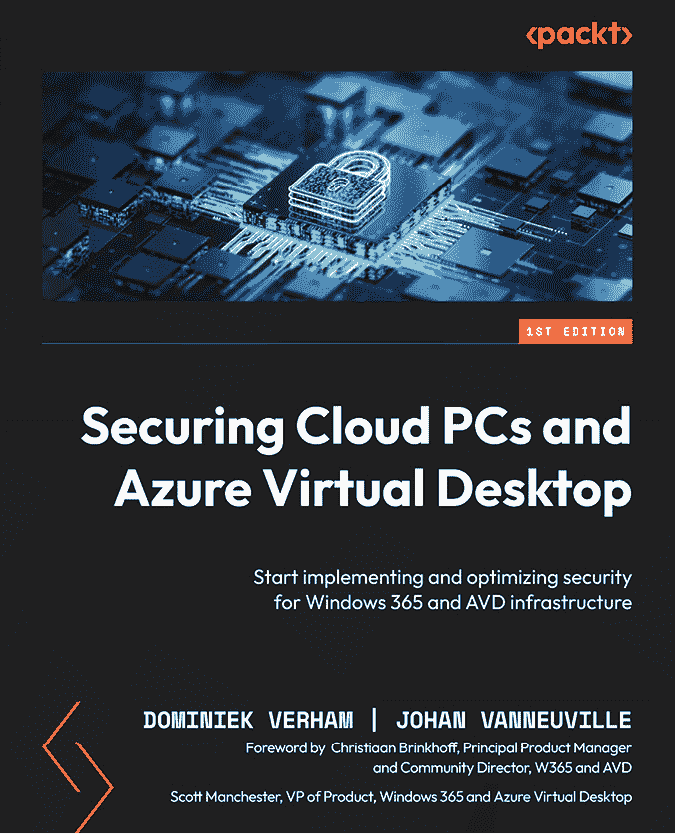 <packt>
1ST EDITION
Securing Cloud PCs and
Azure Virtual Desktop
Start implementing and optimizing security
for Windows 365 and AVD infrastructure
DOMINIEK VERHAM | JOHAN VANNEUVILLE
Foreword by Christiaan Brinkhoff, Principal Product Manager
and Community Director, W365 and AVD
Scott Manchester, VP of Product, Windows 365 and Azure Virtual Desktop